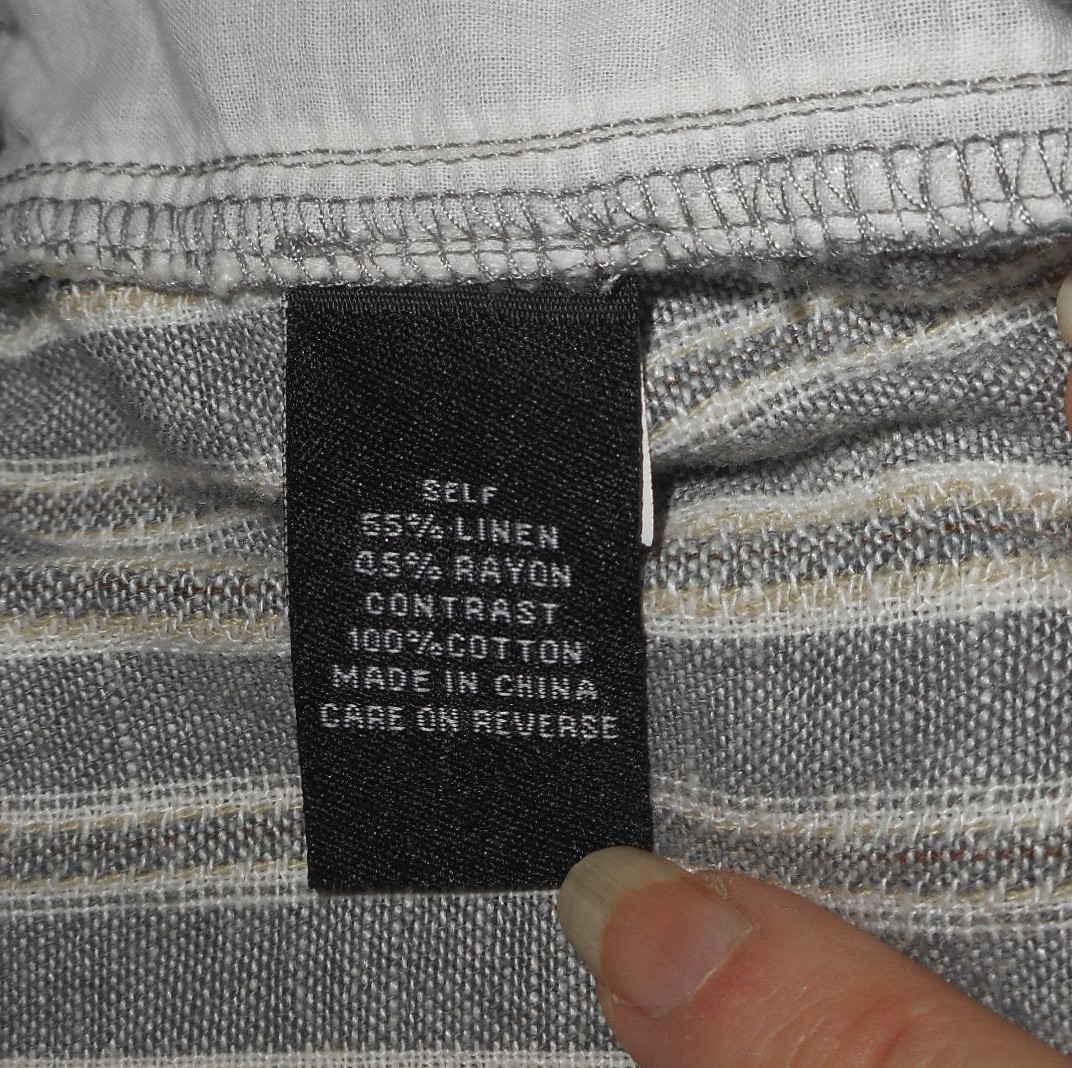 SELF
55% LINEN
45% RAYON
CONTRAST
100% COTTON
MADE IN CHINA
CARE ON REVERSE